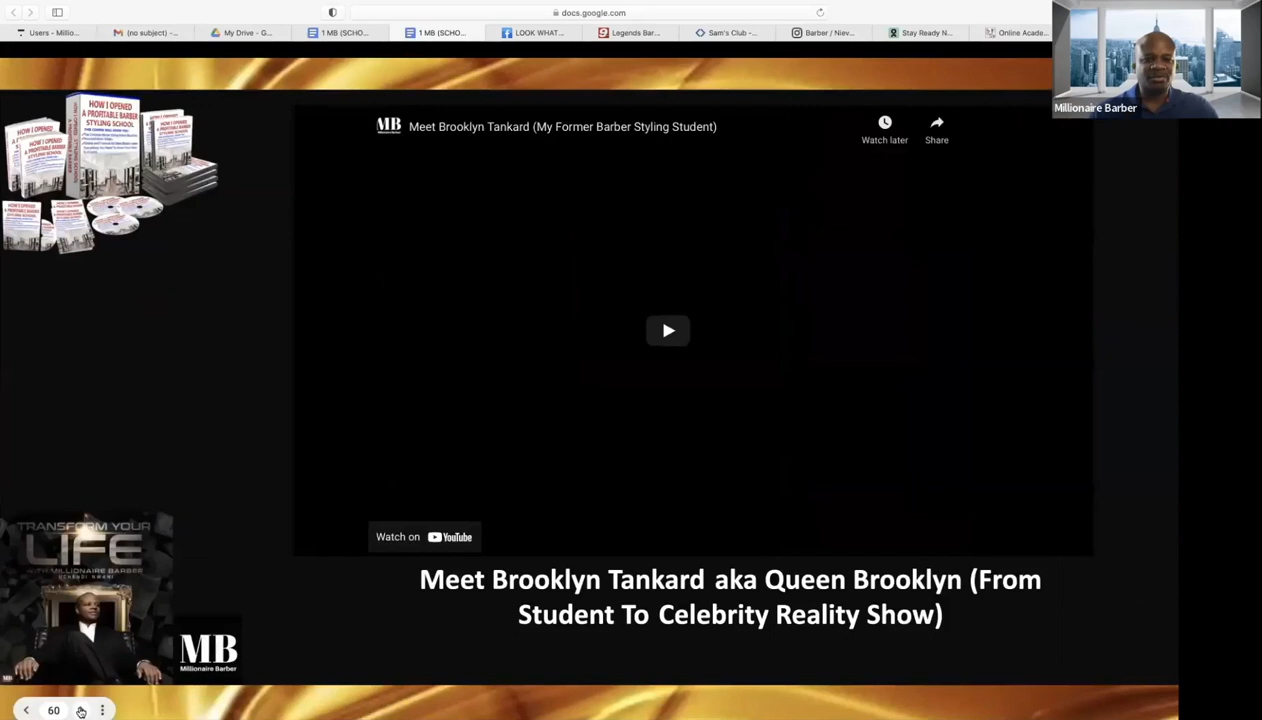 docs.google.com
Users - Millio...
(no subject) -...
My Drive - G...
1 MB (SCHO...
1 MB (SCHO...
LOOK WHAT...
Legends Bar...
Sam's Club -...
Barber / Niev...
Stay Ready N...
Online Acade...
Millionaire Barber
HOW I OPENED
A PROFITABLE BARBER
STYLING SCHOOL
MB
Meet Brooklyn Tankard (My Former Barber Styling Student)
Watch later
Share
Watch on YouTube
Meet Brooklyn Tankard aka Queen Brooklyn (From
Student To Celebrity Reality Show)
TRANSFORM YOUR
LIFE
WITH MILLIONAIRE BARBER
UCHENDI NWANI
MB
Millionaire Barber
60